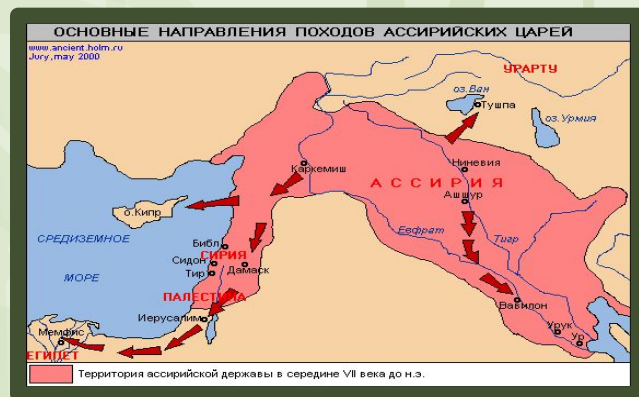 ОСНОВНЫЕ НАПРАВЛЕНИЯ ПОХОДОВ АССИРИЙСКИХ ЦАРЕЙ
www.ancient.holm.ru
Jury,may 2000
УРАРТУ
оз.Ван
Тушпа
оз.Урмия
Каркемиш
Ниневия
АССИРИЯ
Ашшур
о.Кипр
Евфрат
Тигр
СРЕДИЗЕМНОЕ
МОРЕ
Библ
СИРИЯ
Сидон
Дамаск
Тир
ПАЛЕСТИНА
Вавилон
Иерусалим
Урук
Ур
Мемфис
ЕГИПЕТ
Территория ассирийской державы в середине VII века до н.э.